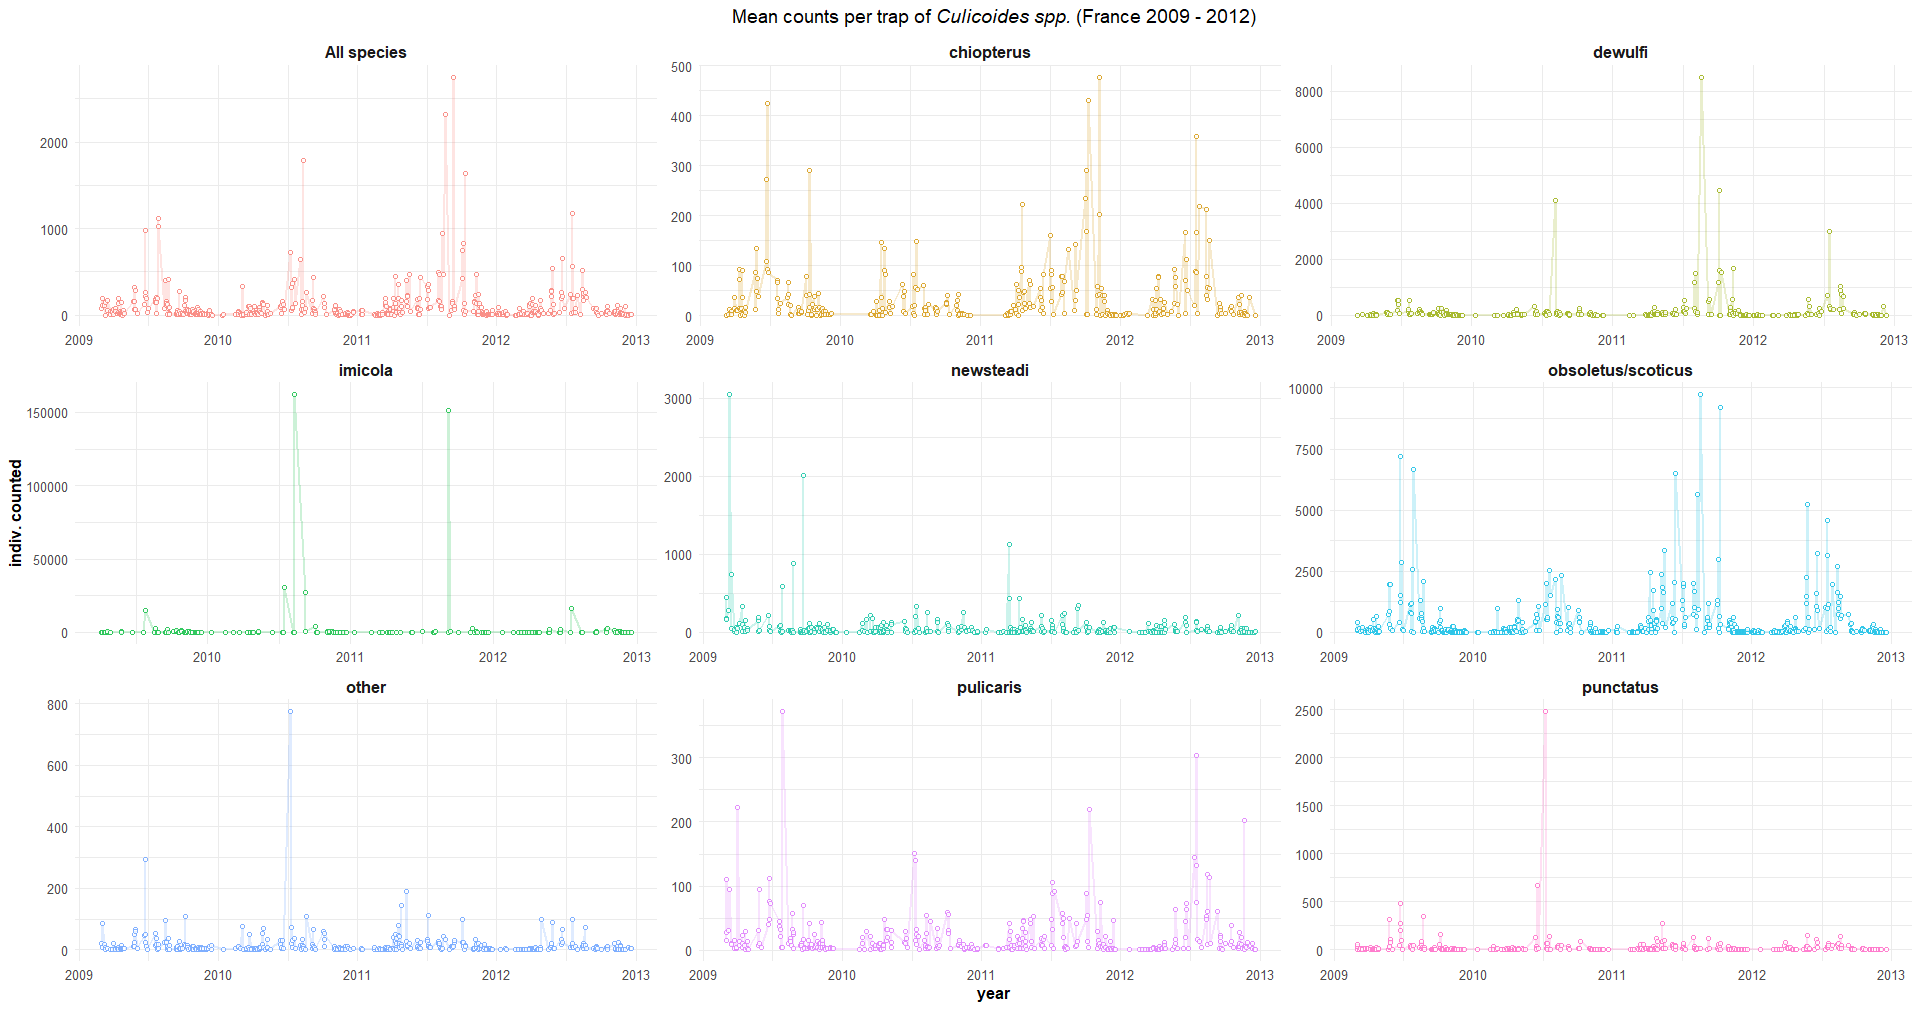 Mean counts per trap of Culicoides spp. (France 2009 - 2012)
All species
chiopterus
dewulfi
2000
1000
0
2009 2010 2011 2012 2013
500
400
300
200
100
0
2009 2010 2011 2012 2013
8000
6000
4000
2000
0
2009 2010 2011 2012 2013
indiv. counted
imicola
newsteadi
obsoletus/scoticus
150000
100000
50000
0
2010 2011 2012 2013
3000
2000
1000
0
2009 2010 2011 2012 2013
10000
7500
5000
2500
0
2009 2010 2011 2012 2013
other
pulicaris
punctatus
800
600
400
200
0
2009 2010 2011 2012 2013
300
200
100
0
2009 2010 2011 2012 2013
2500
2000
1500
1000
500
0
2009 2010 2011 2012 2013
year